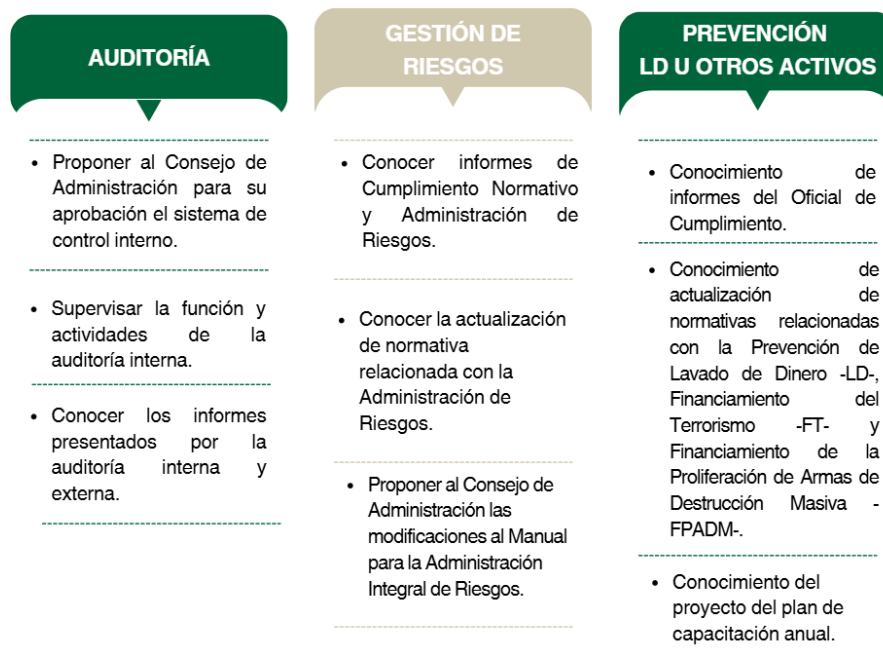 AUDITORÍA
• Proponer al Consejo de
Administración para su
aprobación el sistema de
control interno.
• Supervisar la función y
actividades de la
auditoría interna.
• Conocer los informes
presentados por la
auditoría interna y
externa.
GESTIÓN DE
RIESGOS
• Conocer informes de
Cumplimiento Normativo
y Administración de
Riesgos.
• Conocer la actualización
de normativa
relacionada con la
Administración de
Riesgos.
• Proponer al Consejo de
Administración las
modificaciones al Manual
para la Administración
Integral de Riesgos.
PREVENCIÓN
LD U OTROS ACTIVOS
• Conocimiento de
informes del Oficial de
Cumplimiento.
• Conocimiento de
actualización de
normativas relacionadas
con la Prevención de
Lavado de Dinero -LD-,
Financiamiento del
Terrorismo -FT- y
Financiamiento de la
Proliferación de Armas de
Destrucción Masiva -
FPADM-.
• Conocimiento del
proyecto del plan de
capacitación anual.